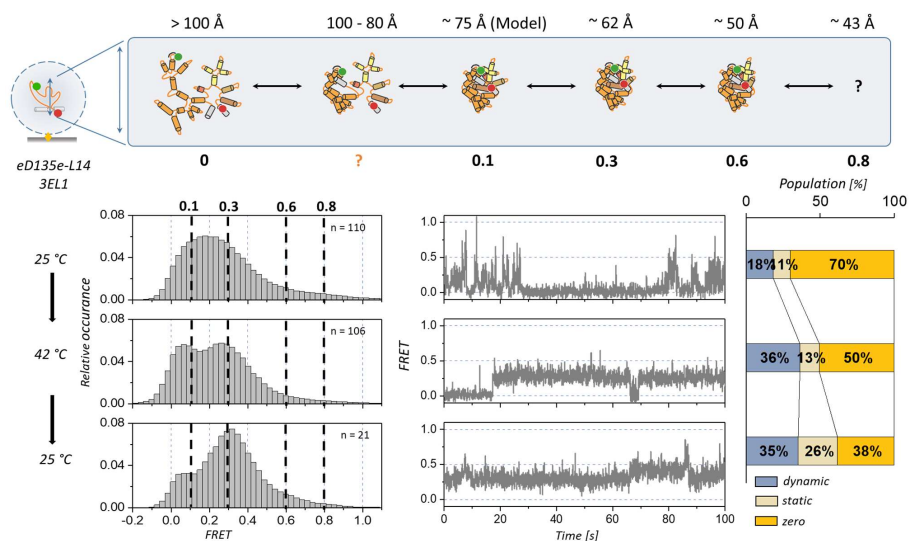 > 100 Å 100 - 80 Å ~ 75 Å (Model) ~ 62 Å ~ 50 Å ~ 43 Å
?
eD135e-L14
3EL1
0 ? 0.1 0.3 0.6 0.8
Population [%]
0 50 100
0.1 0.3 0.6 0.8
25 °C
42 °C
25 °C
Relative occurance
0.08
0.04
0.00
n = 110
0.08
0.04
0.00
n = 106
0.08
0.04
0.00
n = 21
-0.2 0.0 0.2 0.4 0.6 0.8 1.0
FRET
FRET
1.0
0.5
0.0
1.0
0.5
0.0
1.0
0.5
0.0
0 20 40 60 80 100
Time [s]
18% 11% 70%
36% 13% 50%
35% 26% 38%
dynamic
static
zero